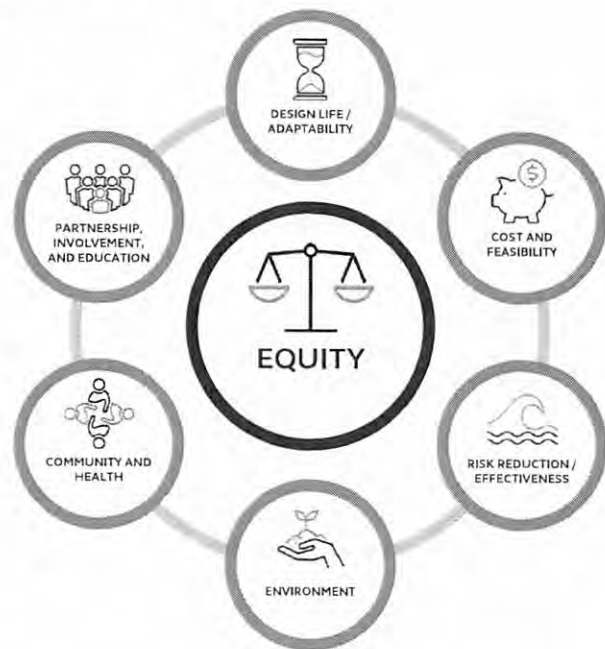 DESIGN LIFE /
ADAPTABILITY
PARTNERSHIP,
INVOLVEMENT,
AND EDUCATION
$
COST AND
FEASIBILITY
EQUITY
COMMUNITY AND
HEALTH
RISK REDUCTION /
EFFECTIVENESS
ENVIRONMENT